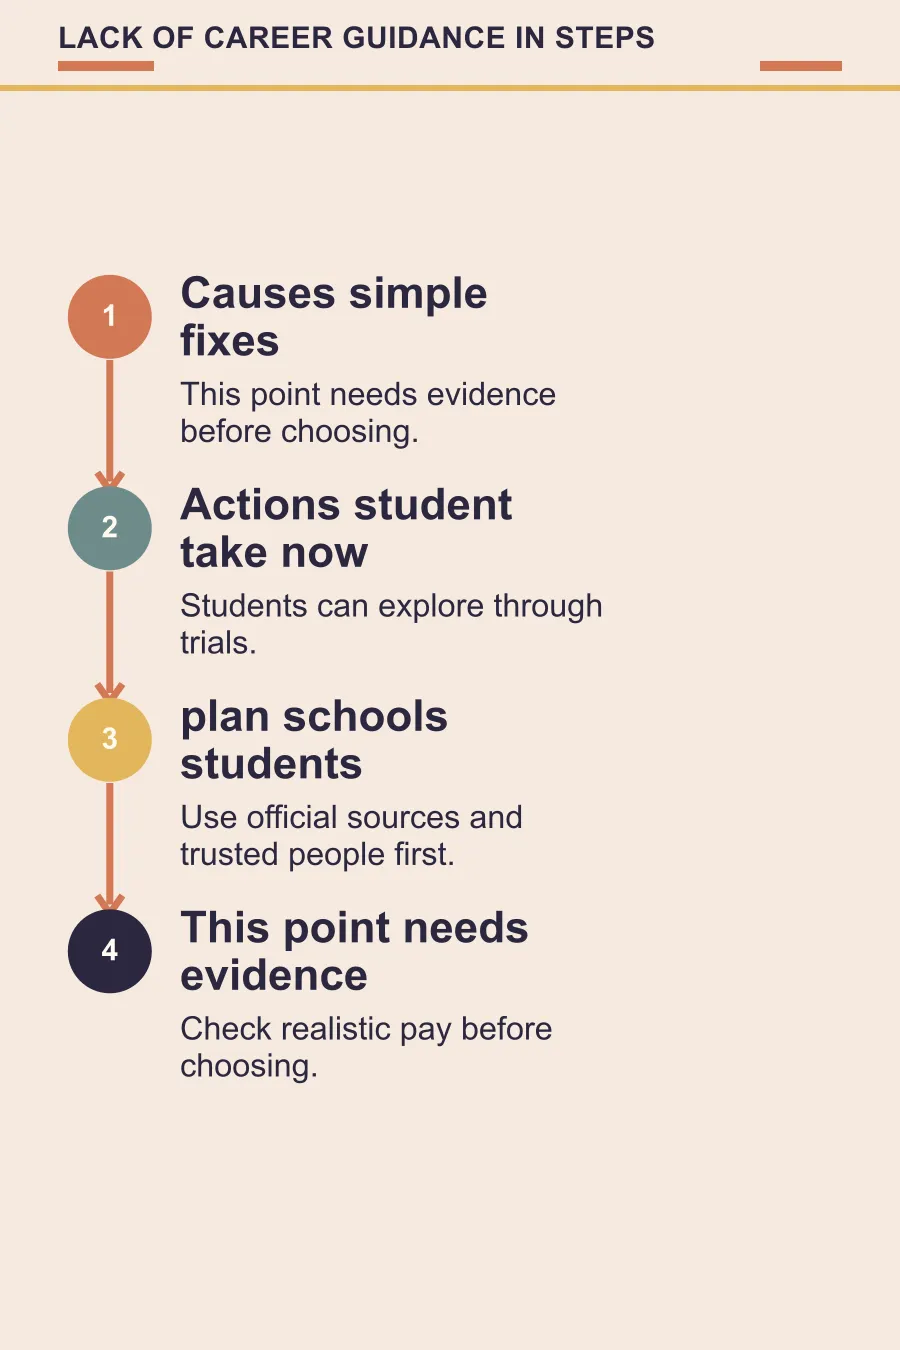 LACK OF CAREER GUIDANCE IN STEPS
1
Causes simple
fixes
This point needs evidence
before choosing.
2
Actions student
take now
Students can explore through
trials.
3
plan schools
students
Use official sources and
trusted people first.
4
This point needs
evidence
Check realistic pay before
choosing.